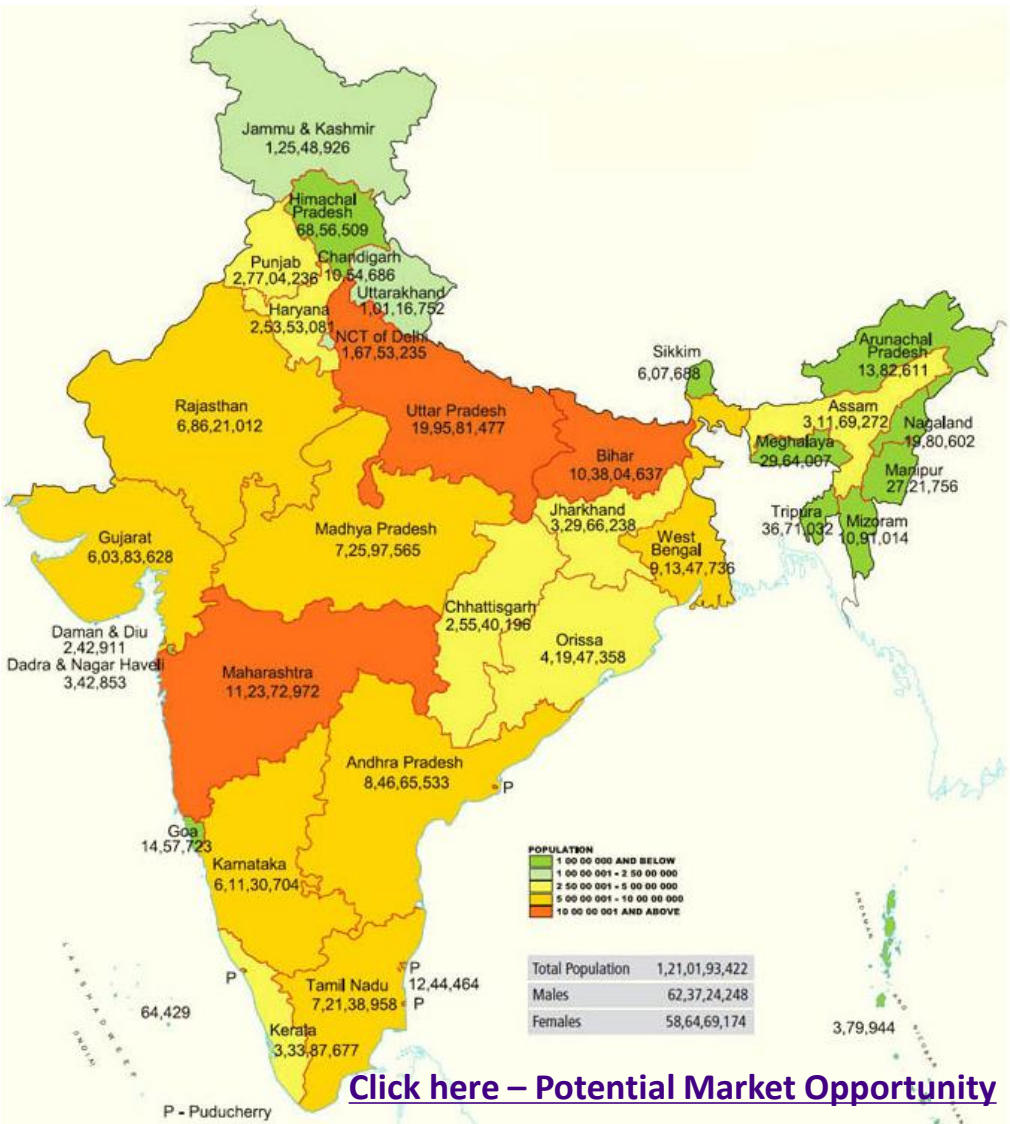 Jammu & Kashmir
1,25,48,926
Himachal
Pradesh
68,56,509
Punjab
2,77,04,236
Chandigarh
10,54,686
Uttarakhand
1,01,16,752
Haryana
2,53,53,081
NCT of Delhi
1,67,53,235
Sikkim
6,07,688
Arunachal
Pradesh
13,82,611
Rajasthan
6,86,21,012
Uttar Pradesh
19,95,81,477
Assam
3,11,69,272
Nagaland
19,80,602
Bihar
10,38,04,637
Meghalaya
29,64,007
Manipur
27,21,756
Jharkhand
3,29,66,238
Tripura
36,71,032
Mizoram
10,91,014
Gujarat
6,03,83,628
Madhya Pradesh
7,25,97,565
West
Bengal
9,13,47,736
Chhattisgarh
2,55,40,196
Daman & Diu
2,42,911
Dadra & Nagar Haveli
3,42,853
Orissa
4,19,47,358
Maharashtra
11,23,72,972
Andhra Pradesh
8,46,65,533
P
Goa
14,57,723
Karnataka
6,11,30,704
POPULATION
1 00 00 000 AND BELOW
1 00 00 001 - 2 50 00 000
2 50 00 001 - 5 00 00 000
5 00 00 001 - 10 00 00 000
10 00 00 001 AND ABOVE
Total Population 1,21,01,93,422
Males 62,37,24,248
Females 58,64,69,174
P
P
12,44,464
P
Tamil Nadu
7,21,38,958
Kerala
3,33,87,677
LAKSHADWEEP
64,429
ANDAMAN AND NICOBAR
3,79,944
Click here – Potential Market Opportunity
P - Puducherry